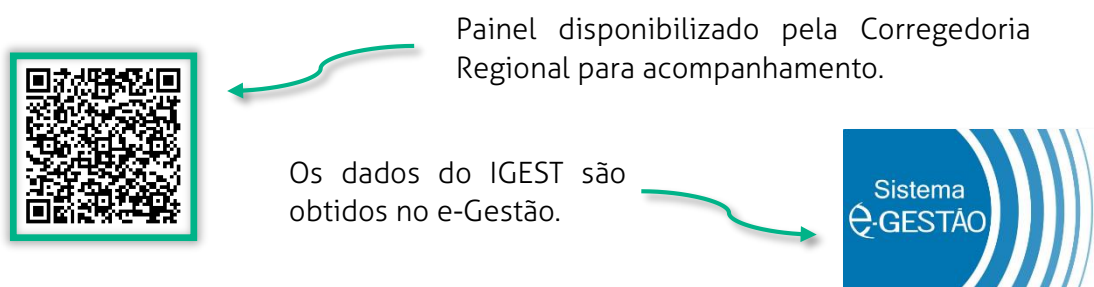 Painel disponibilizado pela Corregedoria
Regional para acompanhamento.
Os dados do IGEST são
obtidos no e-Gestão.
Sistema
e-GESTÃO